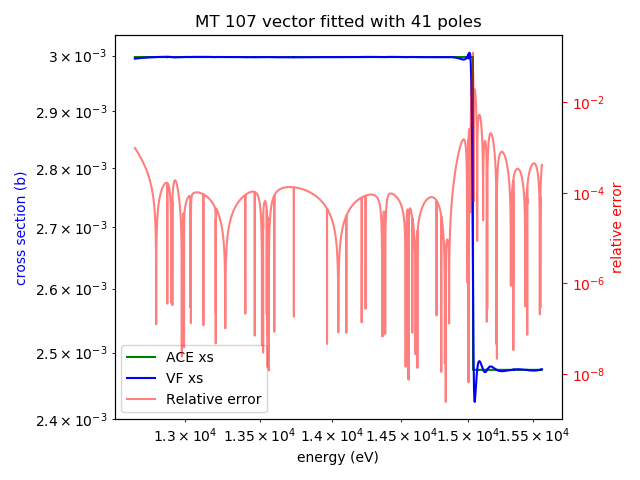 MT 107 vector fitted with 41 poles
3 × 10⁻³
2.9 × 10⁻³
2.8 × 10⁻³
2.7 × 10⁻³
2.6 × 10⁻³
2.5 × 10⁻³
2.4 × 10⁻³
cross section (b)
10⁻²
10⁻⁴
10⁻⁶
10⁻⁸
relative error
ACE xs
VF xs
Relative error
1.3 × 10⁴ 1.35 × 10⁴ 1.4 × 10⁴ 1.45 × 10⁴ 1.5 × 10⁴ 1.55 × 10⁴
energy (eV)